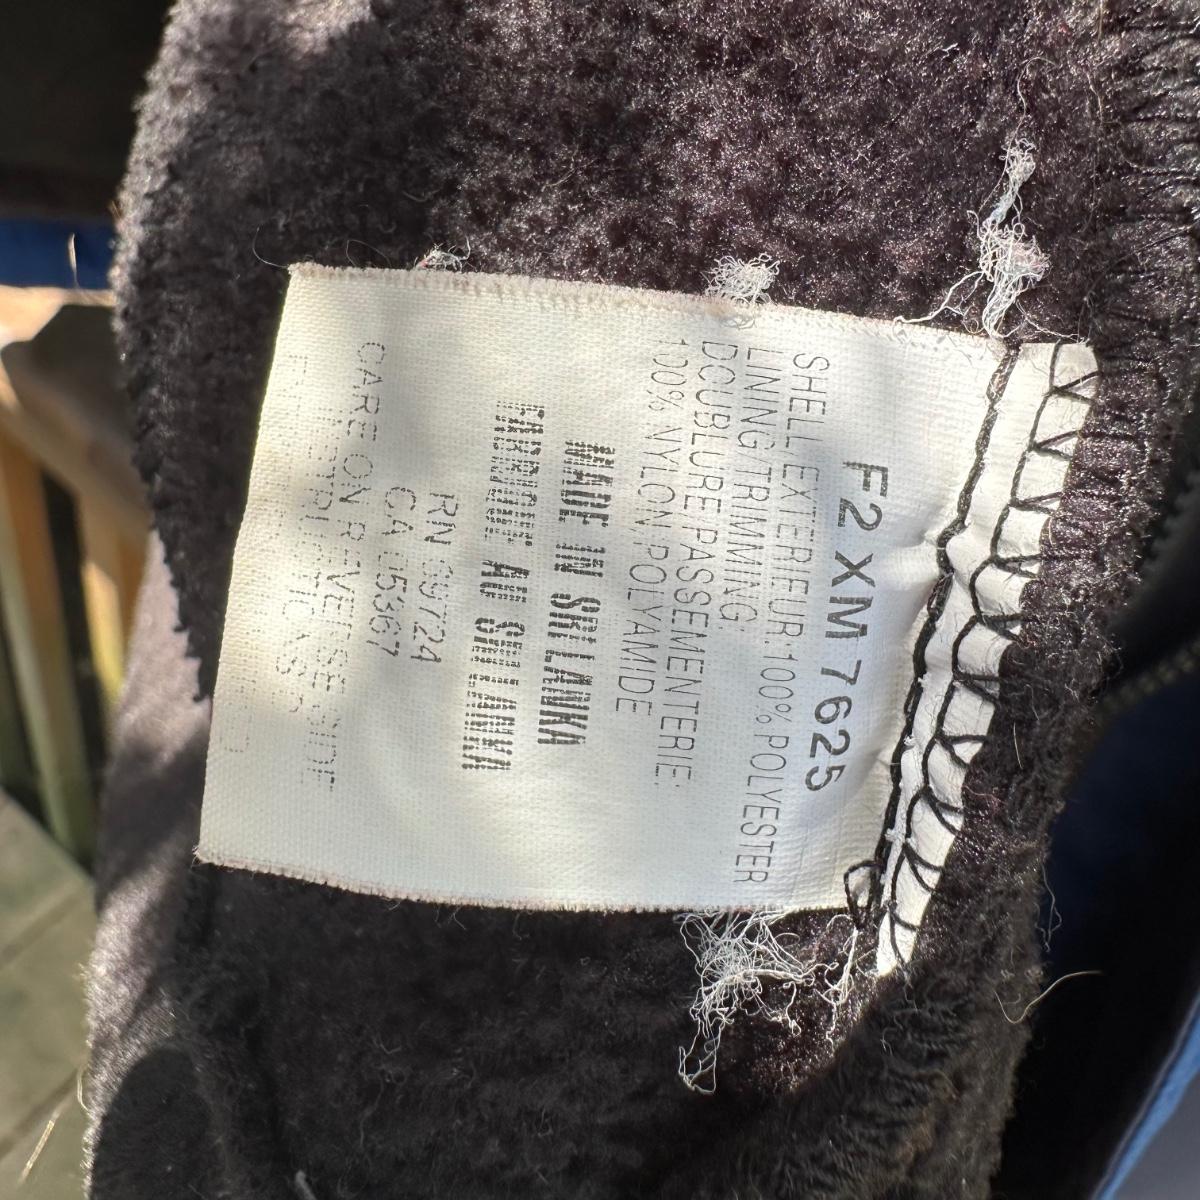 F2 XM 7625
SHELL EXTERIEUR:100% POLYESTER
LINING TRIMMING
DOUBLURE PASSEMENTERIE:
100% NYLON POLYAMIDE
MADE IN SRI LANKA
FABRIQUE AU SRI LANKA
RN 69724
CA 05367
CARE ON REVERSE SIDE